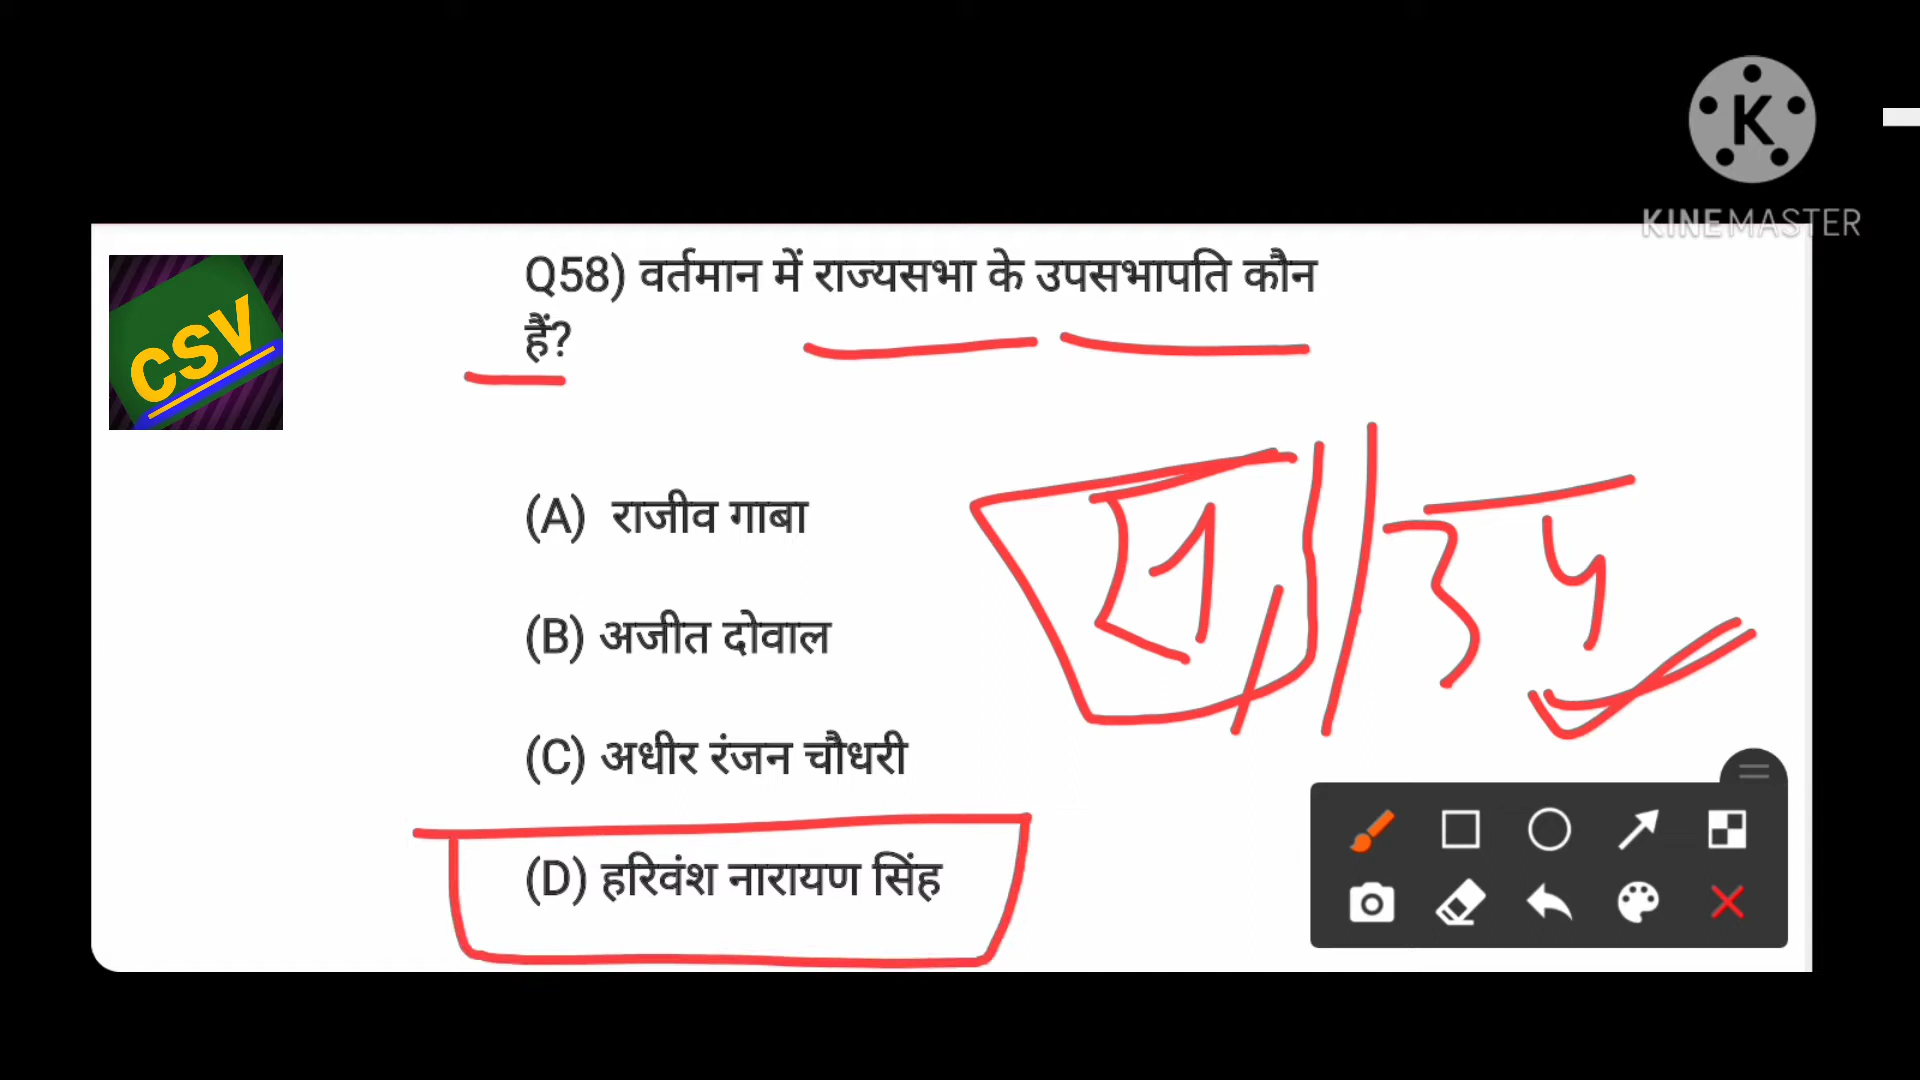 KINEMASTER
CSV
Q58) वर्तमान में राज्यसभा के उपसभापति कौन
हैं?
(A) राजीव गाबा
(B) अजीत दोवाल
(C) अधीर रंजन चौधरी
(D) हरिवंश नारायण सिंह